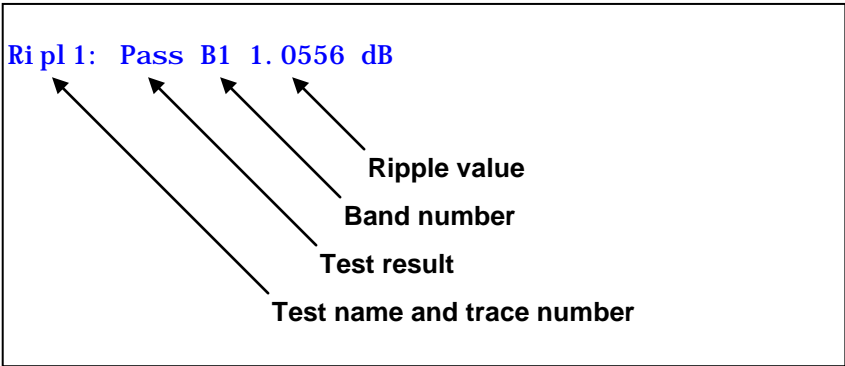 Ripl1: Pass B1 1.0556 dB
Ripple value
Band number
Test result
Test name and trace number